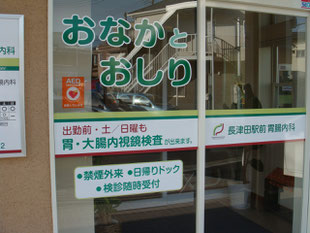 内科
おなかと
おしり
AED
出勤前・土／日曜も
胃・大腸内視鏡検査が出来ます。
長津田駅前 胃腸内科
•禁煙外来 •日帰りドック
•検診随時受付